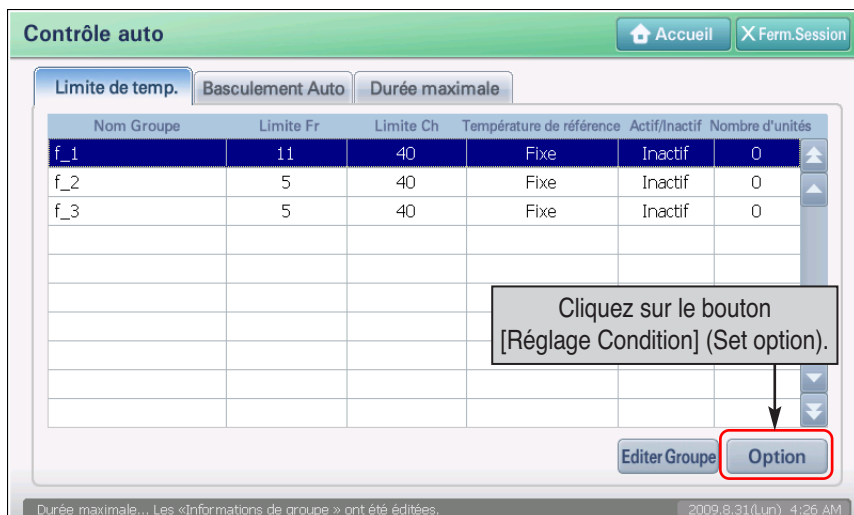 Contrôle auto
Accueil
X Ferm.Session
Limite de temp.
Basculement Auto
Durée maximale
Nom Groupe Limite Fr Limite Ch Température de référence Actif/Inactif Nombre d'unités
f_1 11 40 Fixe Inactif 0
f_2 5 40 Fixe Inactif 0
f_3 5 40 Fixe Inactif 0
Cliquez sur le bouton
[Réglage Condition] (Set option).
Editer Groupe
Option
Durée maximale... Les «Informations de groupe » ont été éditées. 2009.8.31(Lun) 4:26 AM